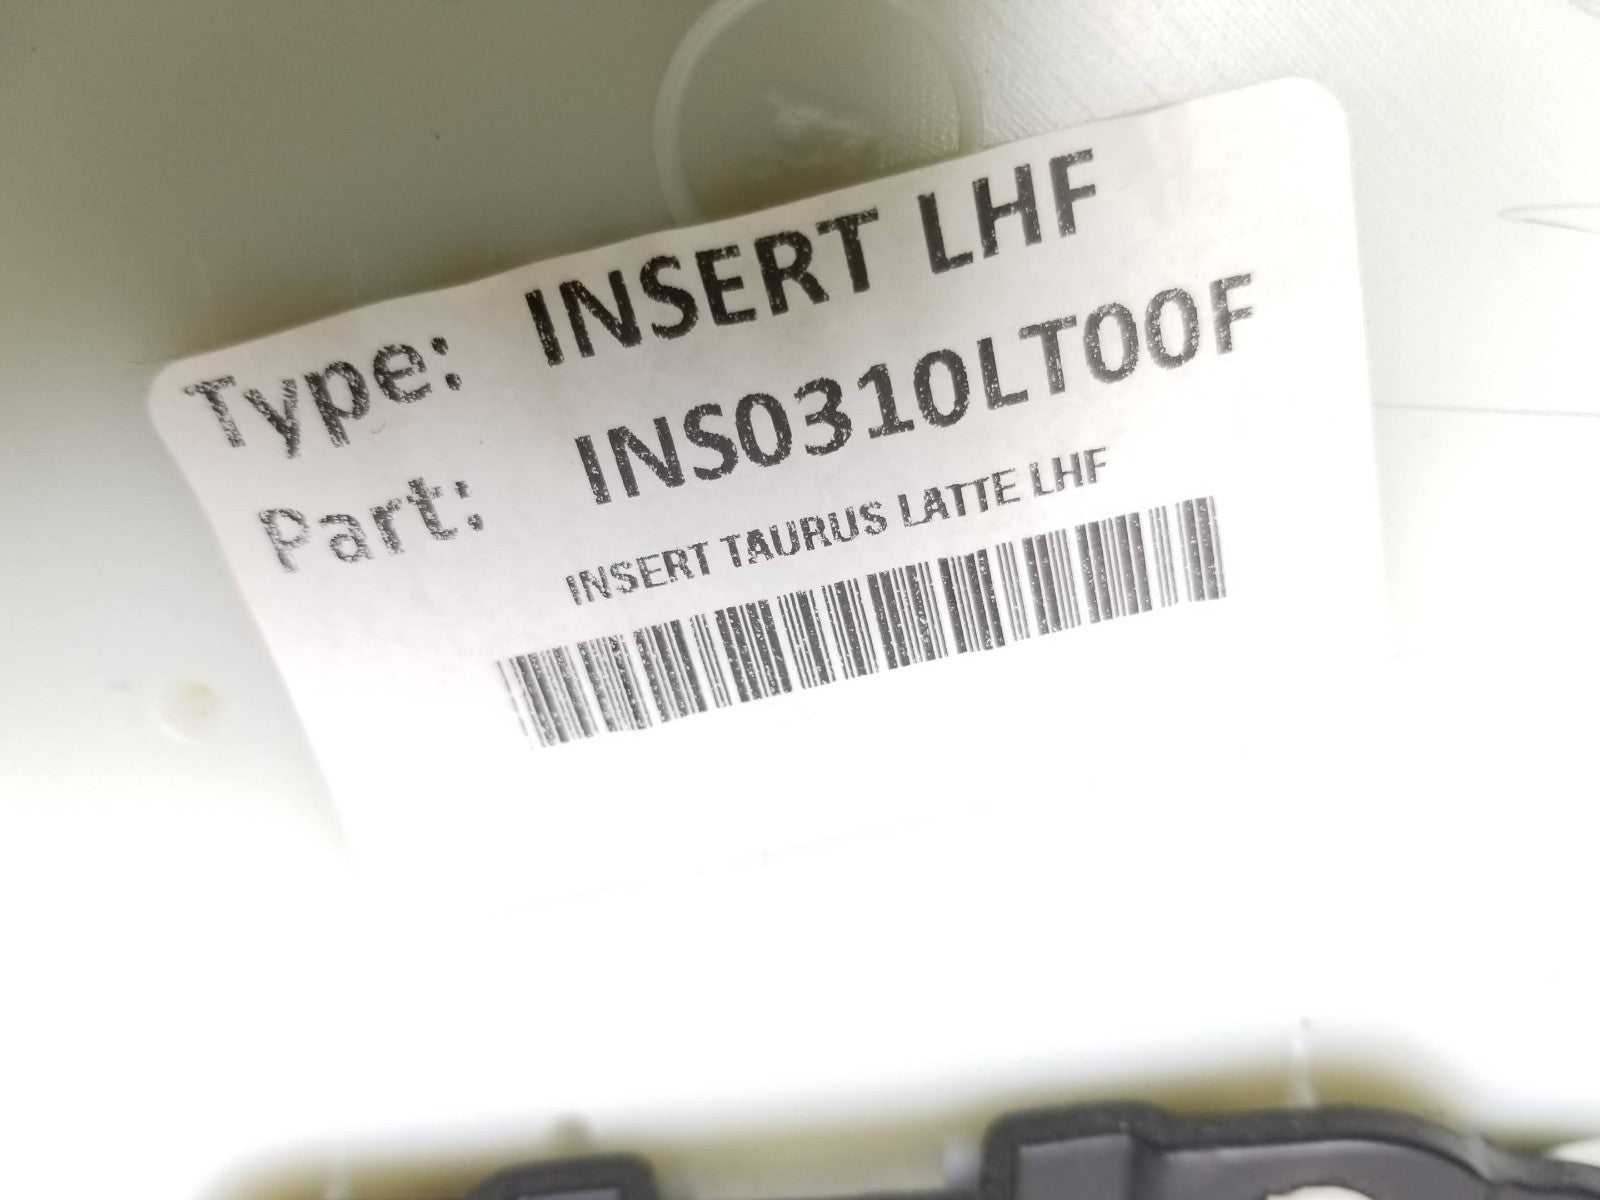 Type: INSERT LHF
Part: INS0310LT00F
INSERT TAURUS LATTE LHF